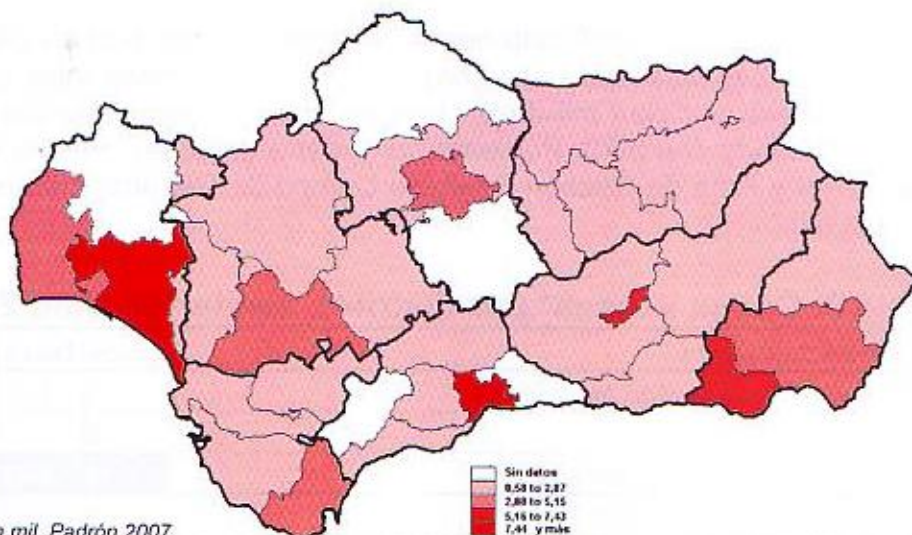 Sin datos
0,58 to 2,87
2,88 to 5,15
5,16 to 7,43
7,44 y más
mil. Padrón 2007